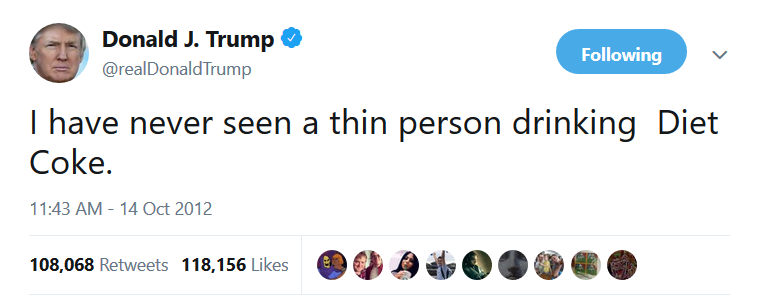 Donald J. Trump
@realDonaldTrump
Following
I have never seen a thin person drinking  Diet
Coke.
11:43 AM - 14 Oct 2012
108,068 Retweets 118,156 Likes